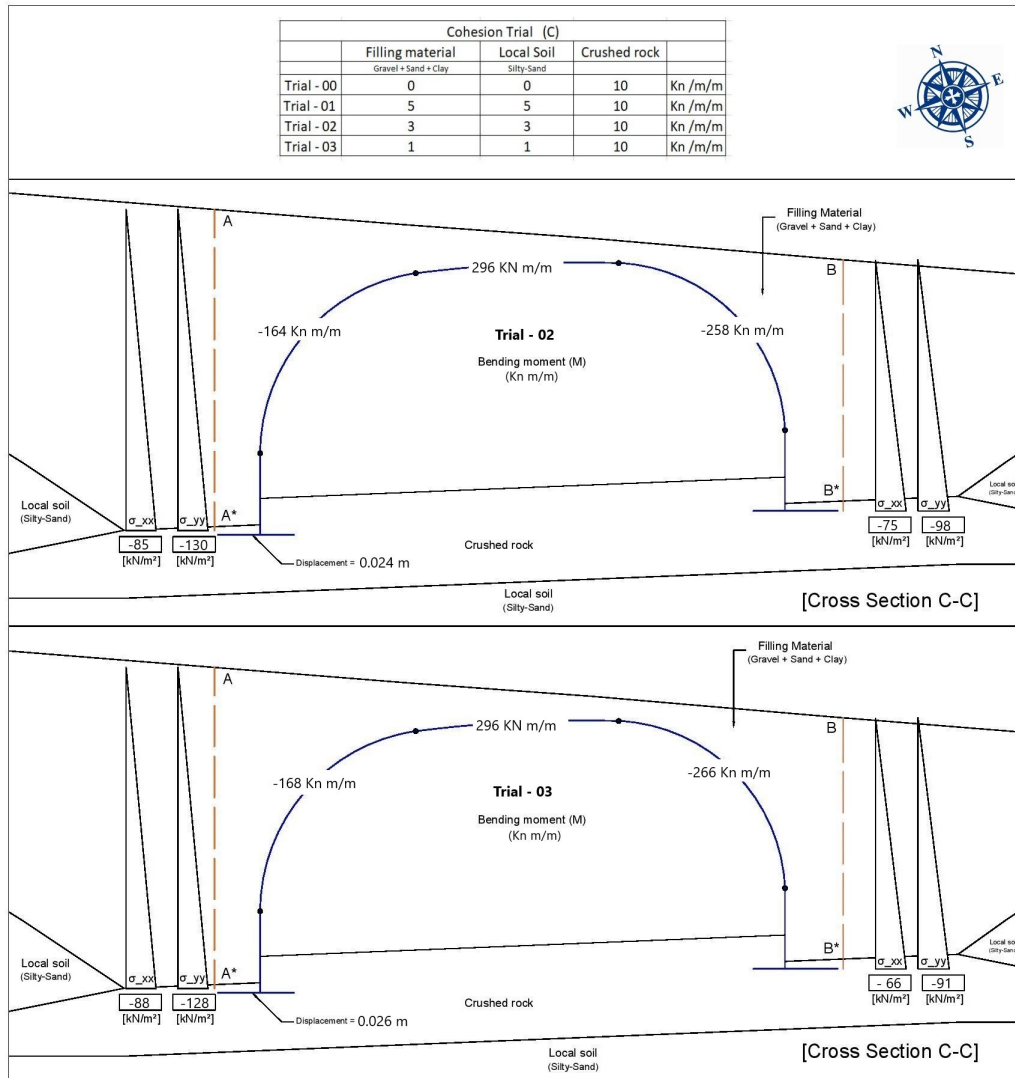 Cohesion Trial (C)
Filling material Local Soil Crushed rock
Gravel + Sand + Clay Silty-Sand
Trial - 00 0 0 10 Kn /m/m
Trial - 01 5 5 10 Kn /m/m
Trial - 02 3 3 10 Kn /m/m
Trial - 03 1 1 10 Kn /m/m
N
E
W
S
Filling Material
(Gravel + Sand + Clay)
A
B
296 KN m/m
-164 Kn m/m
-258 Kn m/m
Trial - 02
Bending moment (M)
(Kn m/m)
Local soil
(Silty-Sand)
Local so
(Silty-Sand)
σ_xx σ_yy A*
B* σ_xx σ_yy
-85 -130
[kN/m²] [kN/m²]
-75 -98
[kN/m²] [kN/m²]
Crushed rock
Displacement = 0.024 m
Local soil
(Silty-Sand)
[Cross Section C-C]
Filling Material
(Gravel + Sand + Clay)
A
B
296 KN m/m
-168 Kn m/m
-266 Kn m/m
Trial - 03
Bending moment (M)
(Kn m/m)
Local soil
(Silty-Sand)
Local so
(Silty-Sand)
σ_xx σ_yy A*
B* σ_xx σ_yy
-88 -128
[kN/m²] [kN/m²]
- 66 -91
[kN/m²] [kN/m²]
Crushed rock
Displacement = 0.026 m
Local soil
(Silty-Sand)
[Cross Section C-C]